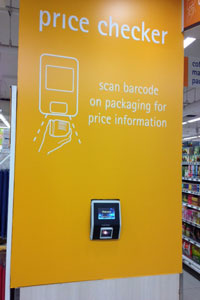 price checker
scan barcode
on packaging for
price information